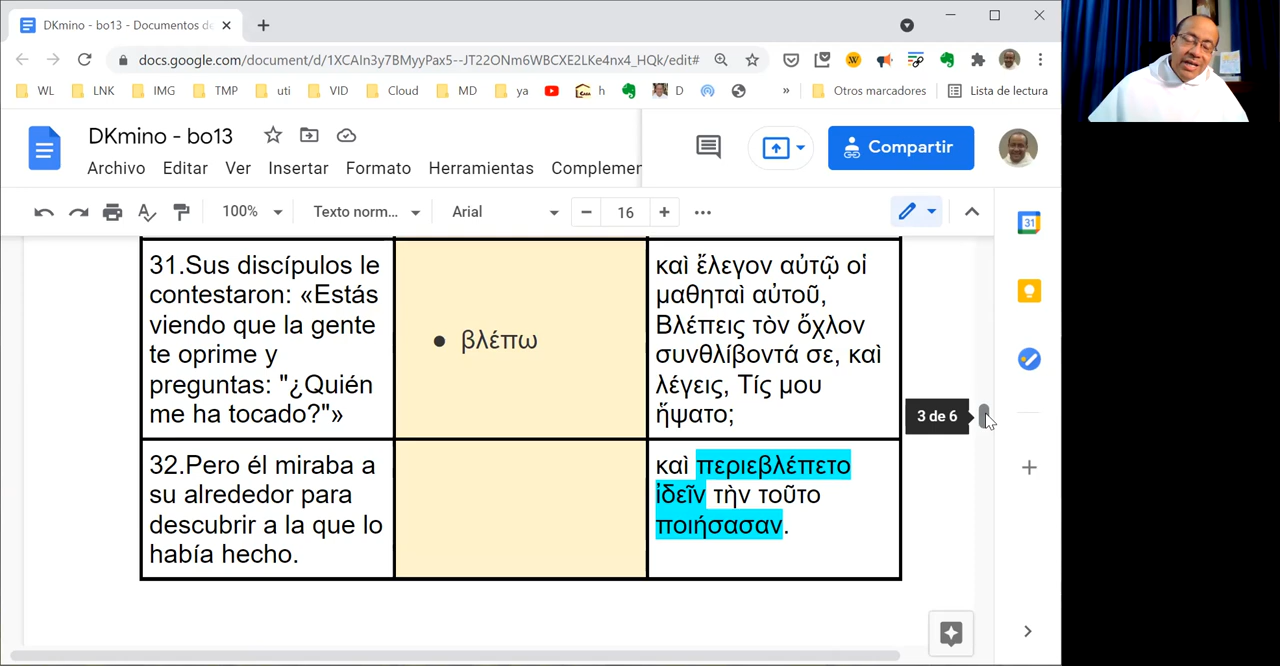 DKmino - bo13 - Documentos de
docs.google.com/document/d/1XCAIn3y7BMyyPax5--JT22ONm6WBCXE2LKe4nx4_HQk/edit#
WL LNK IMG TMP uti VID Cloud MD ya h D » Otros marcadores Lista de lectura
DKmino - bo13
Archivo Editar Ver Insertar Formato Herramientas Complemen
Compartir
100% Texto norm... Arial 16
31
31.Sus discípulos le
contestaron: «Estás
viendo que la gente
te oprime y
preguntas: "¿Quién
me ha tocado?"»
● βλέπω
καὶ ἔλεγον αὐτῷ οἱ
μαθηταὶ αὐτοῦ,
Βλέπεις τὸν ὄχλον
συνθλίβοντά σε, καὶ
λέγεις, Τίς μου
ἥψατο;
3 de 6
32.Pero él miraba a
su alrededor para
descubrir a la que lo
había hecho.
καὶ περιεβλέπετο
ἰδεῖν τὴν τοῦτο
ποιήσασαν.